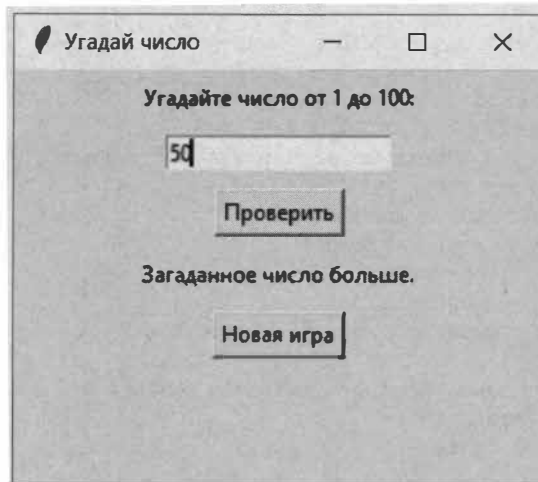 Угадай число
Угадайте число от 1 до 100:
50
Проверить
Загаданное число больше.
Новая игра